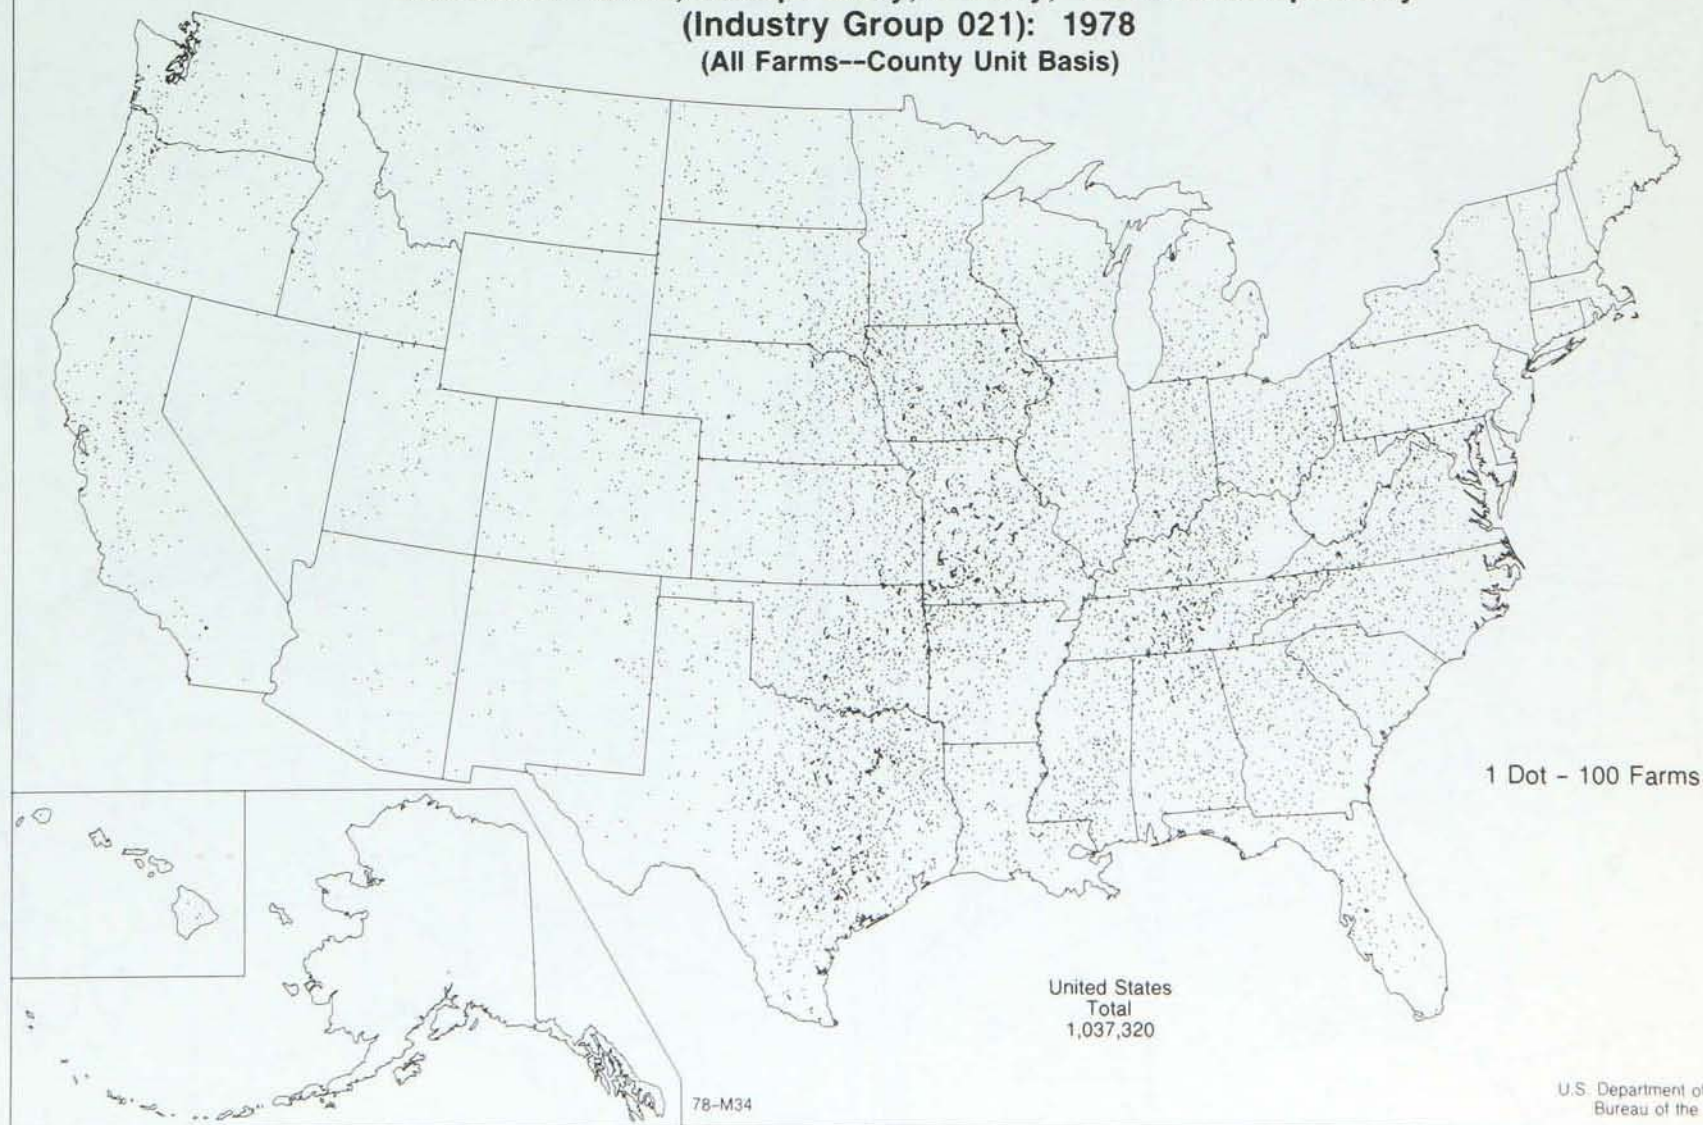 (Industry Group 021): 1978
(All Farms--County Unit Basis)
1 Dot - 100 Farms
United States
Total
1,037,320
78-M34
U.S. Department of
Bureau of the